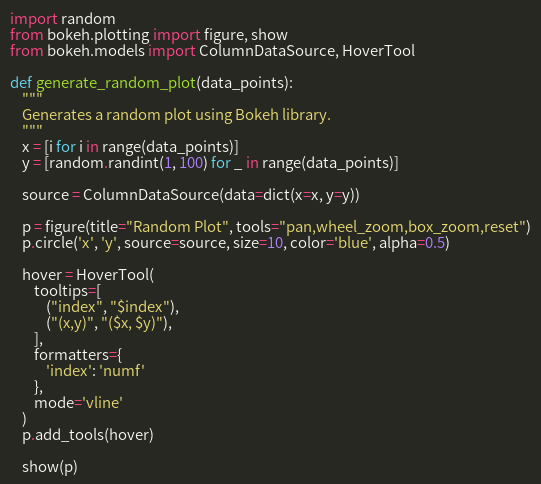 import random
from bokeh.plotting import figure, show
from bokeh.models import ColumnDataSource, HoverTool

def generate_random_plot(data_points):
    """
    Generates a random plot using Bokeh library.
    """
    x = [i for i in range(data_points)]
    y = [random.randint(1, 100) for _ in range(data_points)]

    source = ColumnDataSource(data=dict(x=x, y=y))

    p = figure(title="Random Plot", tools="pan,wheel_zoom,box_zoom,reset")
    p.circle('x', 'y', source=source, size=10, color='blue', alpha=0.5)

    hover = HoverTool(
        tooltips=[
            ("index", "$index"),
            ("(x,y)", "($x, $y)"),
        ],
        formatters={
            'index': 'numf'
        },
        mode='vline'
    )
    p.add_tools(hover)

    show(p)